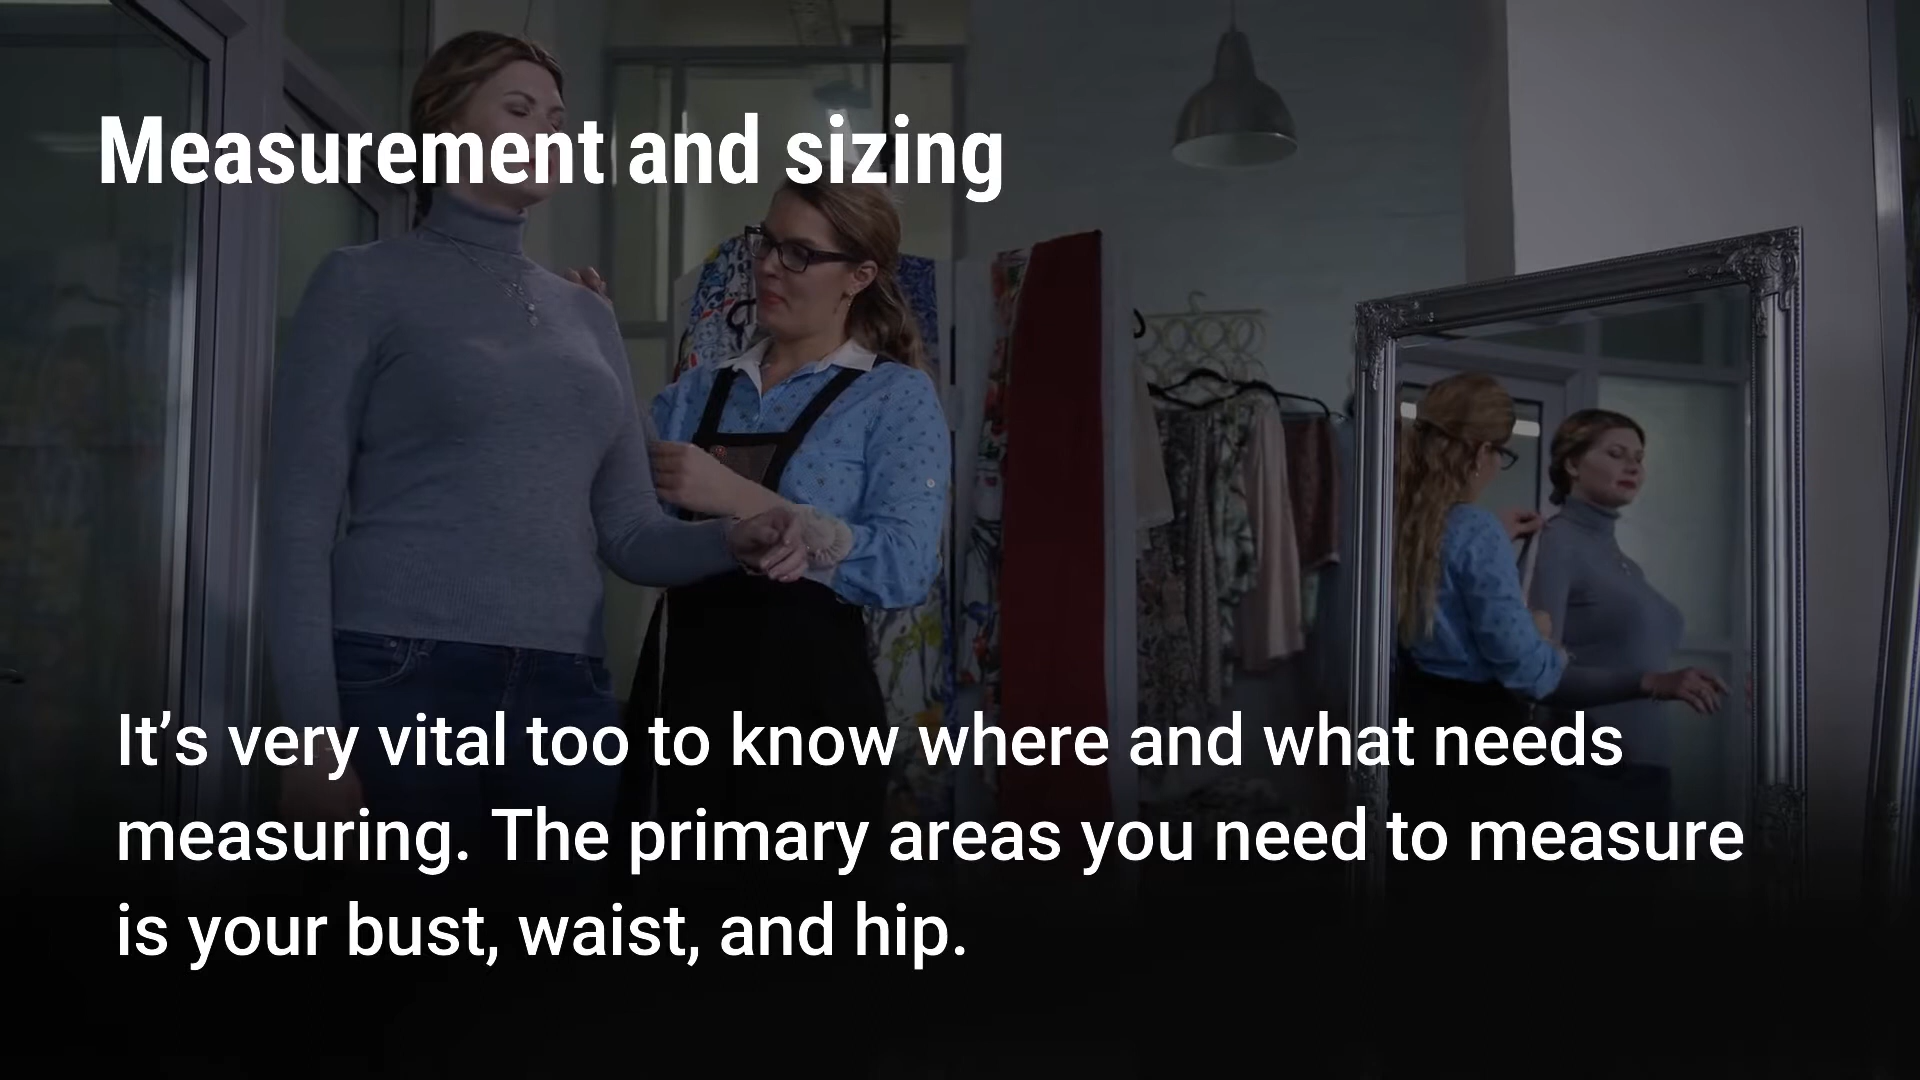 Measurement and sizing
It’s very vital too to know where and what needs
measuring. The primary areas you need to measure
is your bust, waist, and hip.